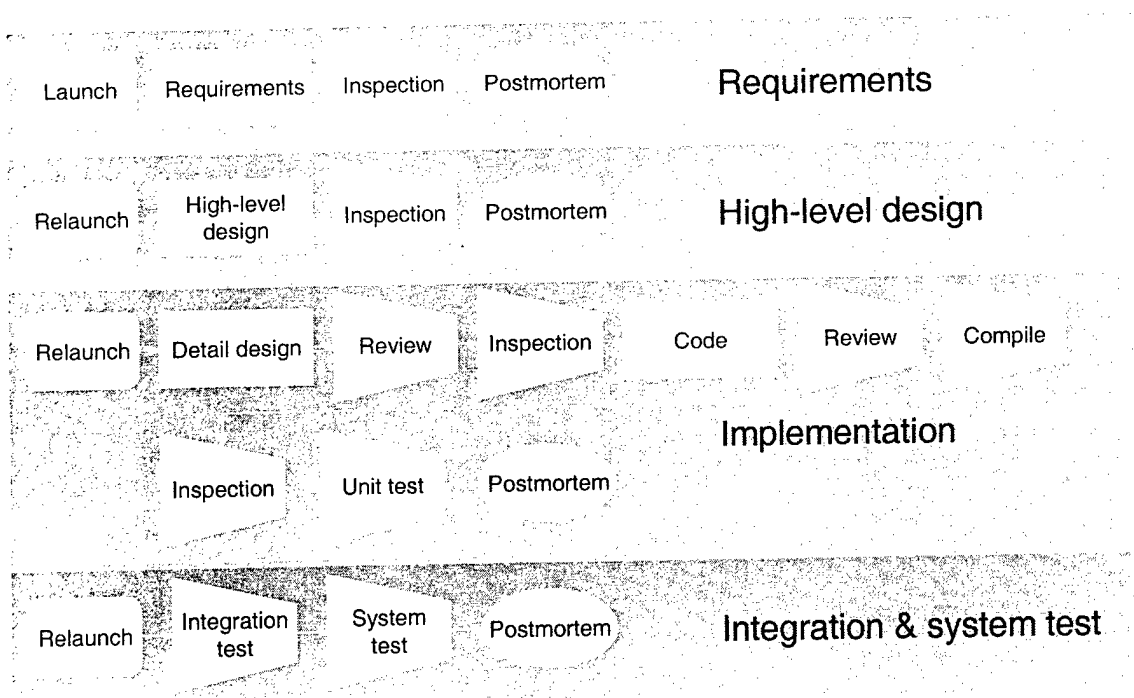 Launch Requirements Inspection Postmortem Requirements
Relaunch High-level design Inspection Postmortem High-level design
Relaunch Detail design Review Inspection Code Review Compile
Implementation
Inspection Unit test Postmortem
Relaunch Integration test System test Postmortem Integration & system test